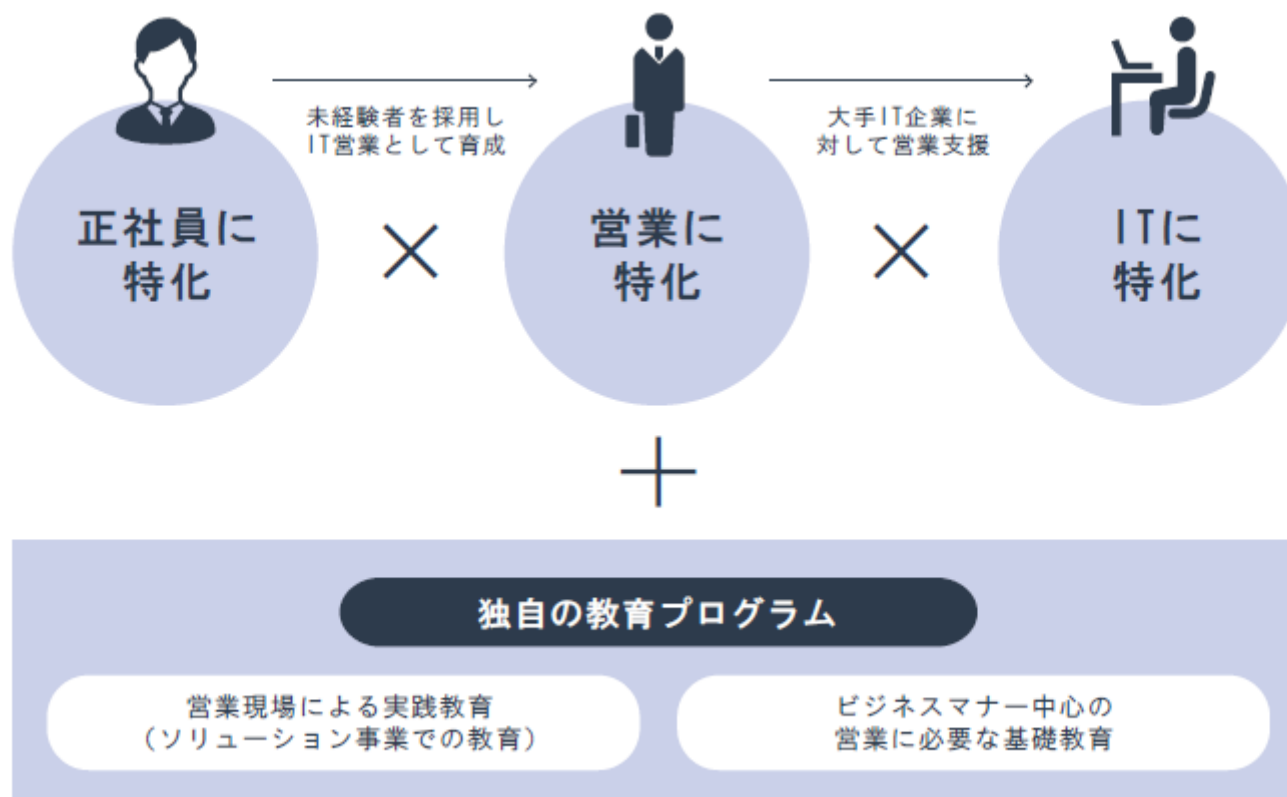 未経験者を採用し
IT営業として育成
大手IT企業に
対して営業支援
正社員に
特化
×
営業に
特化
×
ITに
特化
+
独自の教育プログラム
営業現場による実践教育
（ソリューション事業での教育）
ビジネスマナー中心の
営業に必要な基礎教育